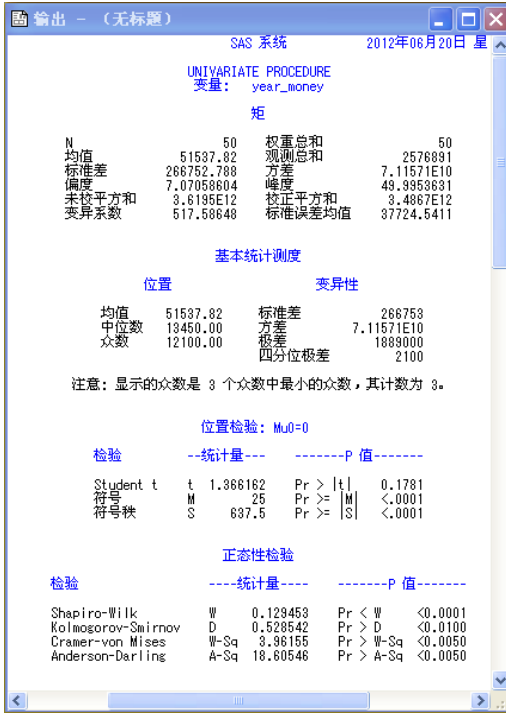 输出 - （无标题）
SAS 系统 2012年06月20日 星
UNIVARIATE PROCEDURE
变量： year_money
矩
N 50 权重总和 50
均值 51537.82 观测总和 2576891
标准差 266752.788 方差 7.11571E10
偏度 7.07058604 峰度 49.9953631
未校平方和 3.6195E12 校正平方和 3.4867E12
变异系数 517.58648 标准误差均值 37724.5411
基本统计测度
位置 变异性
均值 51537.82 标准差 266753
中位数 13450.00 方差 7.11571E10
众数 12100.00 极差 1889000
四分位极差 2100
注意: 显示的众数是 3 个众数中最小的众数，其计数为 3。
位置检验: Mu0=0
检验 --统计量--- -------P 值-------
Student t t 1.366162 Pr > |t| 0.1781
符号 M 25 Pr >= |M| <.0001
符号秩 S 637.5 Pr >= |S| <.0001
正态性检验
检验 ----统计量---- -------P 值-------
Shapiro-Wilk W 0.129453 Pr < W <0.0001
Kolmogorov-Smirnov D 0.528542 Pr > D <0.0100
Cramer-von Mises W-Sq 3.96155 Pr > W-Sq <0.0050
Anderson-Darling A-Sq 18.60546 Pr > A-Sq <0.0050